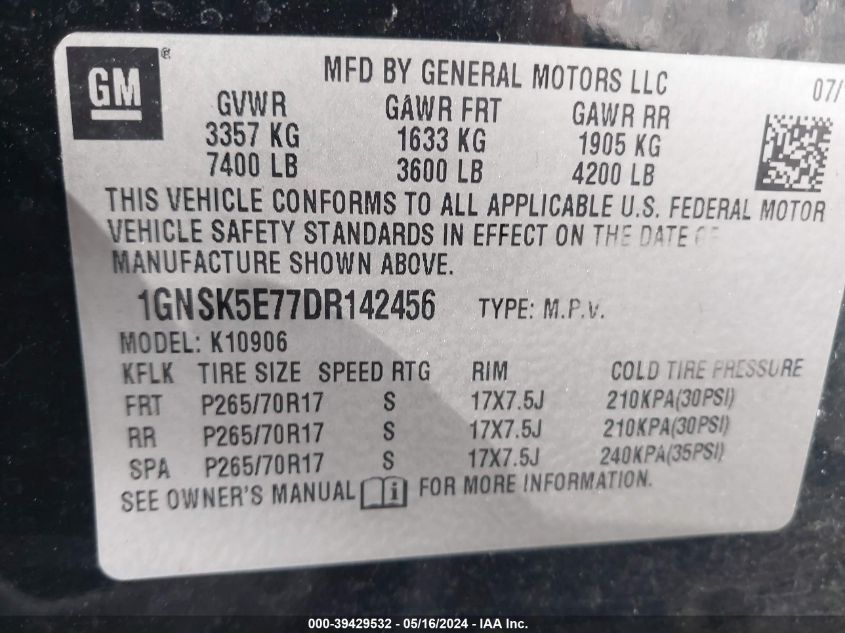 GM ®
MFD BY GENERAL MOTORS LLC
07/
GVWR GAWR FRT GAWR RR
3357 KG 1633 KG 1905 KG
7400 LB 3600 LB 4200 LB
THIS VEHICLE CONFORMS TO ALL APPLICABLE U.S. FEDERAL MOTOR
VEHICLE SAFETY STANDARDS IN EFFECT ON THE DATE OF
MANUFACTURE SHOWN ABOVE.
1GNSK5E77DR142456 TYPE: M.P.V.
MODEL: K10906
KFLK TIRE SIZE SPEED RTG RIM COLD TIRE PRESSURE
FRT P265/70R17 S 17X7.5J 210KPA(30PSI)
RR P265/70R17 S 17X7.5J 210KPA(30PSI)
SPA P265/70R17 S 17X7.5J 240KPA(35PSI)
SEE OWNER'S MANUAL i FOR MORE INFORMATION.
000-39429532 - 05/16/2024 - IAA Inc.